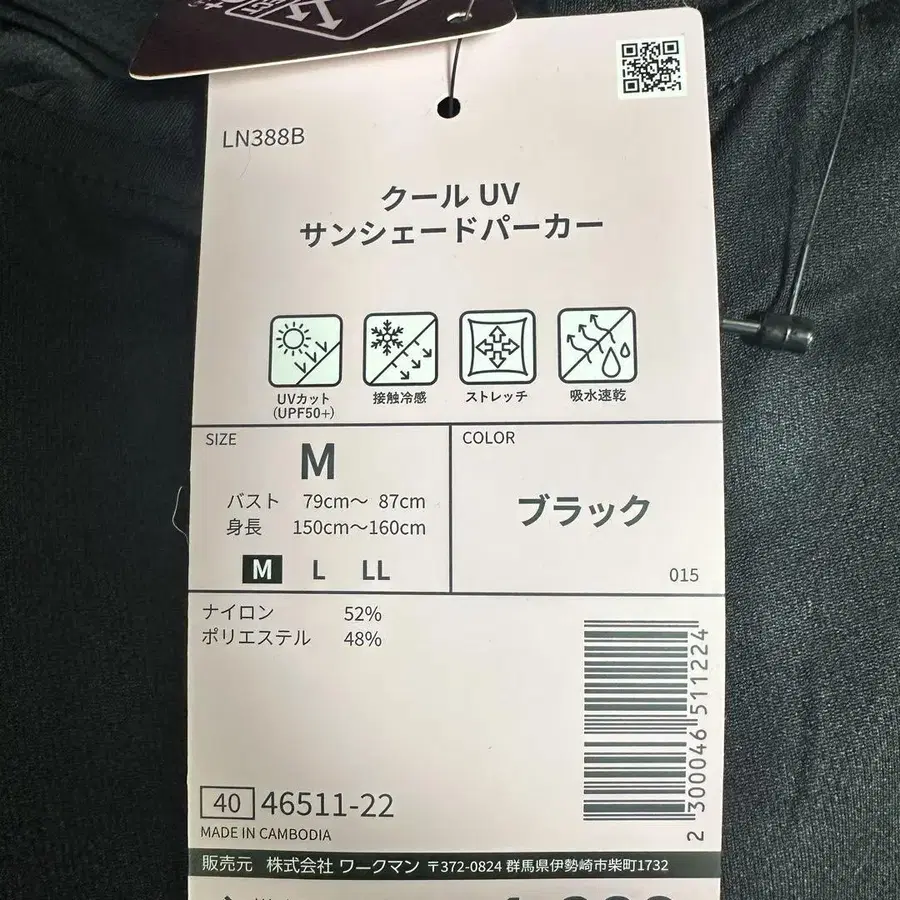 LN388B
クール UV
サンシェードパーカー
UVカット
(UPF50+)
接触冷感
ストレッチ
吸水速乾
SIZE
M
バスト 79cm〜 87cm
身長 150cm〜160cm
M L LL
COLOR
ブラック
015
ナイロン 52%
ポリエステル 48%
2 300046 511224
40 46511-22
MADE IN CAMBODIA
販売元 株式会社 ワークマン 〒372-0824 群馬県伊勢崎市柴町1732